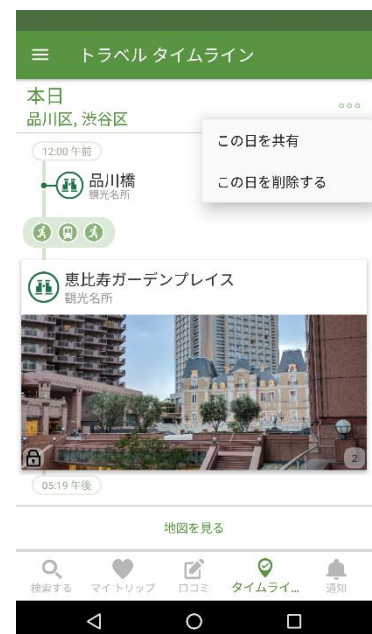 トラベル タイムライン
本日
品川区, 渋谷区
この日を共有
この日を削除する
12:00 午前
品川橋
観光名所
恵比寿ガーデンプレイス
観光名所
2
05:19 午後
地図を見る
検索する マイ トリップ 口コミ タイムライ... 通知